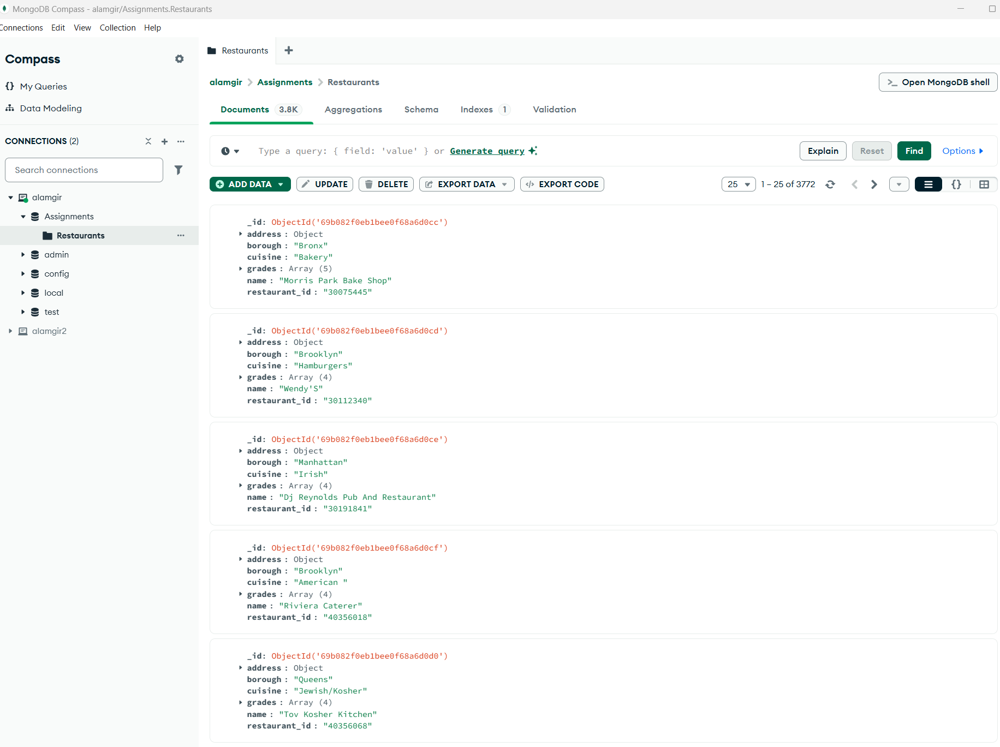 MongoDB Compass - alamgir/Assignments.Restaurants
Connections Edit View Collection Help
Compass
My Queries
Data Modeling
CONNECTIONS (2)
Search connections
alamgir
Assignments
Restaurants
admin
config
local
test
alamgir2
Restaurants
alamgir Assignments Restaurants
>_ Open MongoDB shell
Documents 3.8K Aggregations Schema Indexes 1 Validation
Type a query: { field: 'value' } or Generate query
Explain Reset Find Options
ADD DATA UPDATE DELETE EXPORT DATA EXPORT CODE
25 1 – 25 of 3772
_id: ObjectId('69b082f0eb1bee0f68a6d0cc')
address : Object
borough : "Bronx"
cuisine : "Bakery"
grades : Array (5)
name : "Morris Park Bake Shop"
restaurant_id : "30075445"
_id: ObjectId('69b082f0eb1bee0f68a6d0cd')
address : Object
borough : "Brooklyn"
cuisine : "Hamburgers"
grades : Array (4)
name : "Wendy'S"
restaurant_id : "30112340"
_id: ObjectId('69b082f0eb1bee0f68a6d0ce')
address : Object
borough : "Manhattan"
cuisine : "Irish"
grades : Array (4)
name : "Dj Reynolds Pub And Restaurant"
restaurant_id : "30191841"
_id: ObjectId('69b082f0eb1bee0f68a6d0cf')
address : Object
borough : "Brooklyn"
cuisine : "American "
grades : Array (4)
name : "Riviera Caterer"
restaurant_id : "40356018"
_id: ObjectId('69b082f0eb1bee0f68a6d0d0')
address : Object
borough : "Queens"
cuisine : "Jewish/Kosher"
grades : Array (4)
name : "Tov Kosher Kitchen"
restaurant_id : "40356068"